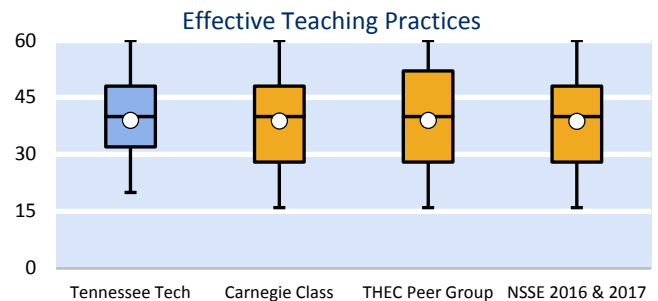 Effective Teaching Practices
60
45
30
15
0
Tennessee Tech Carnegie Class THEC Peer Group NSSE 2016 & 2017